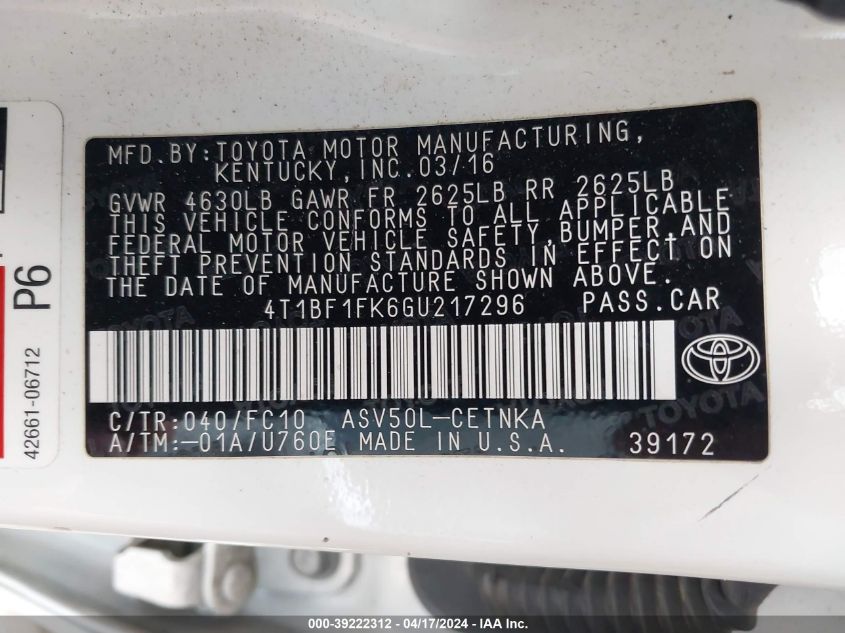 MFD.BY:TOYOTA MOTOR MANUFACTURING,
KENTUCKY,INC.03/16
GVWR 4630LB GAWR FR 2625LB RR 2625LB
THIS VEHICLE CONFORMS TO ALL APPLICABLE
FEDERAL MOTOR VEHICLE SAFETY,BUMPER,AND
THEFT PREVENTION STANDARDS IN EFFECT ON
THE DATE OF MANUFACTURE SHOWN ABOVE.
4T1BF1FK6GU217296 PASS.CAR
C/TR:040/FC10 ASV50L-CETNKA
A/TM:-01A/U760E MADE IN U.S.A. 39172
P6
42661-06712
000-39222312 - 04/17/2024 - IAAI Inc.